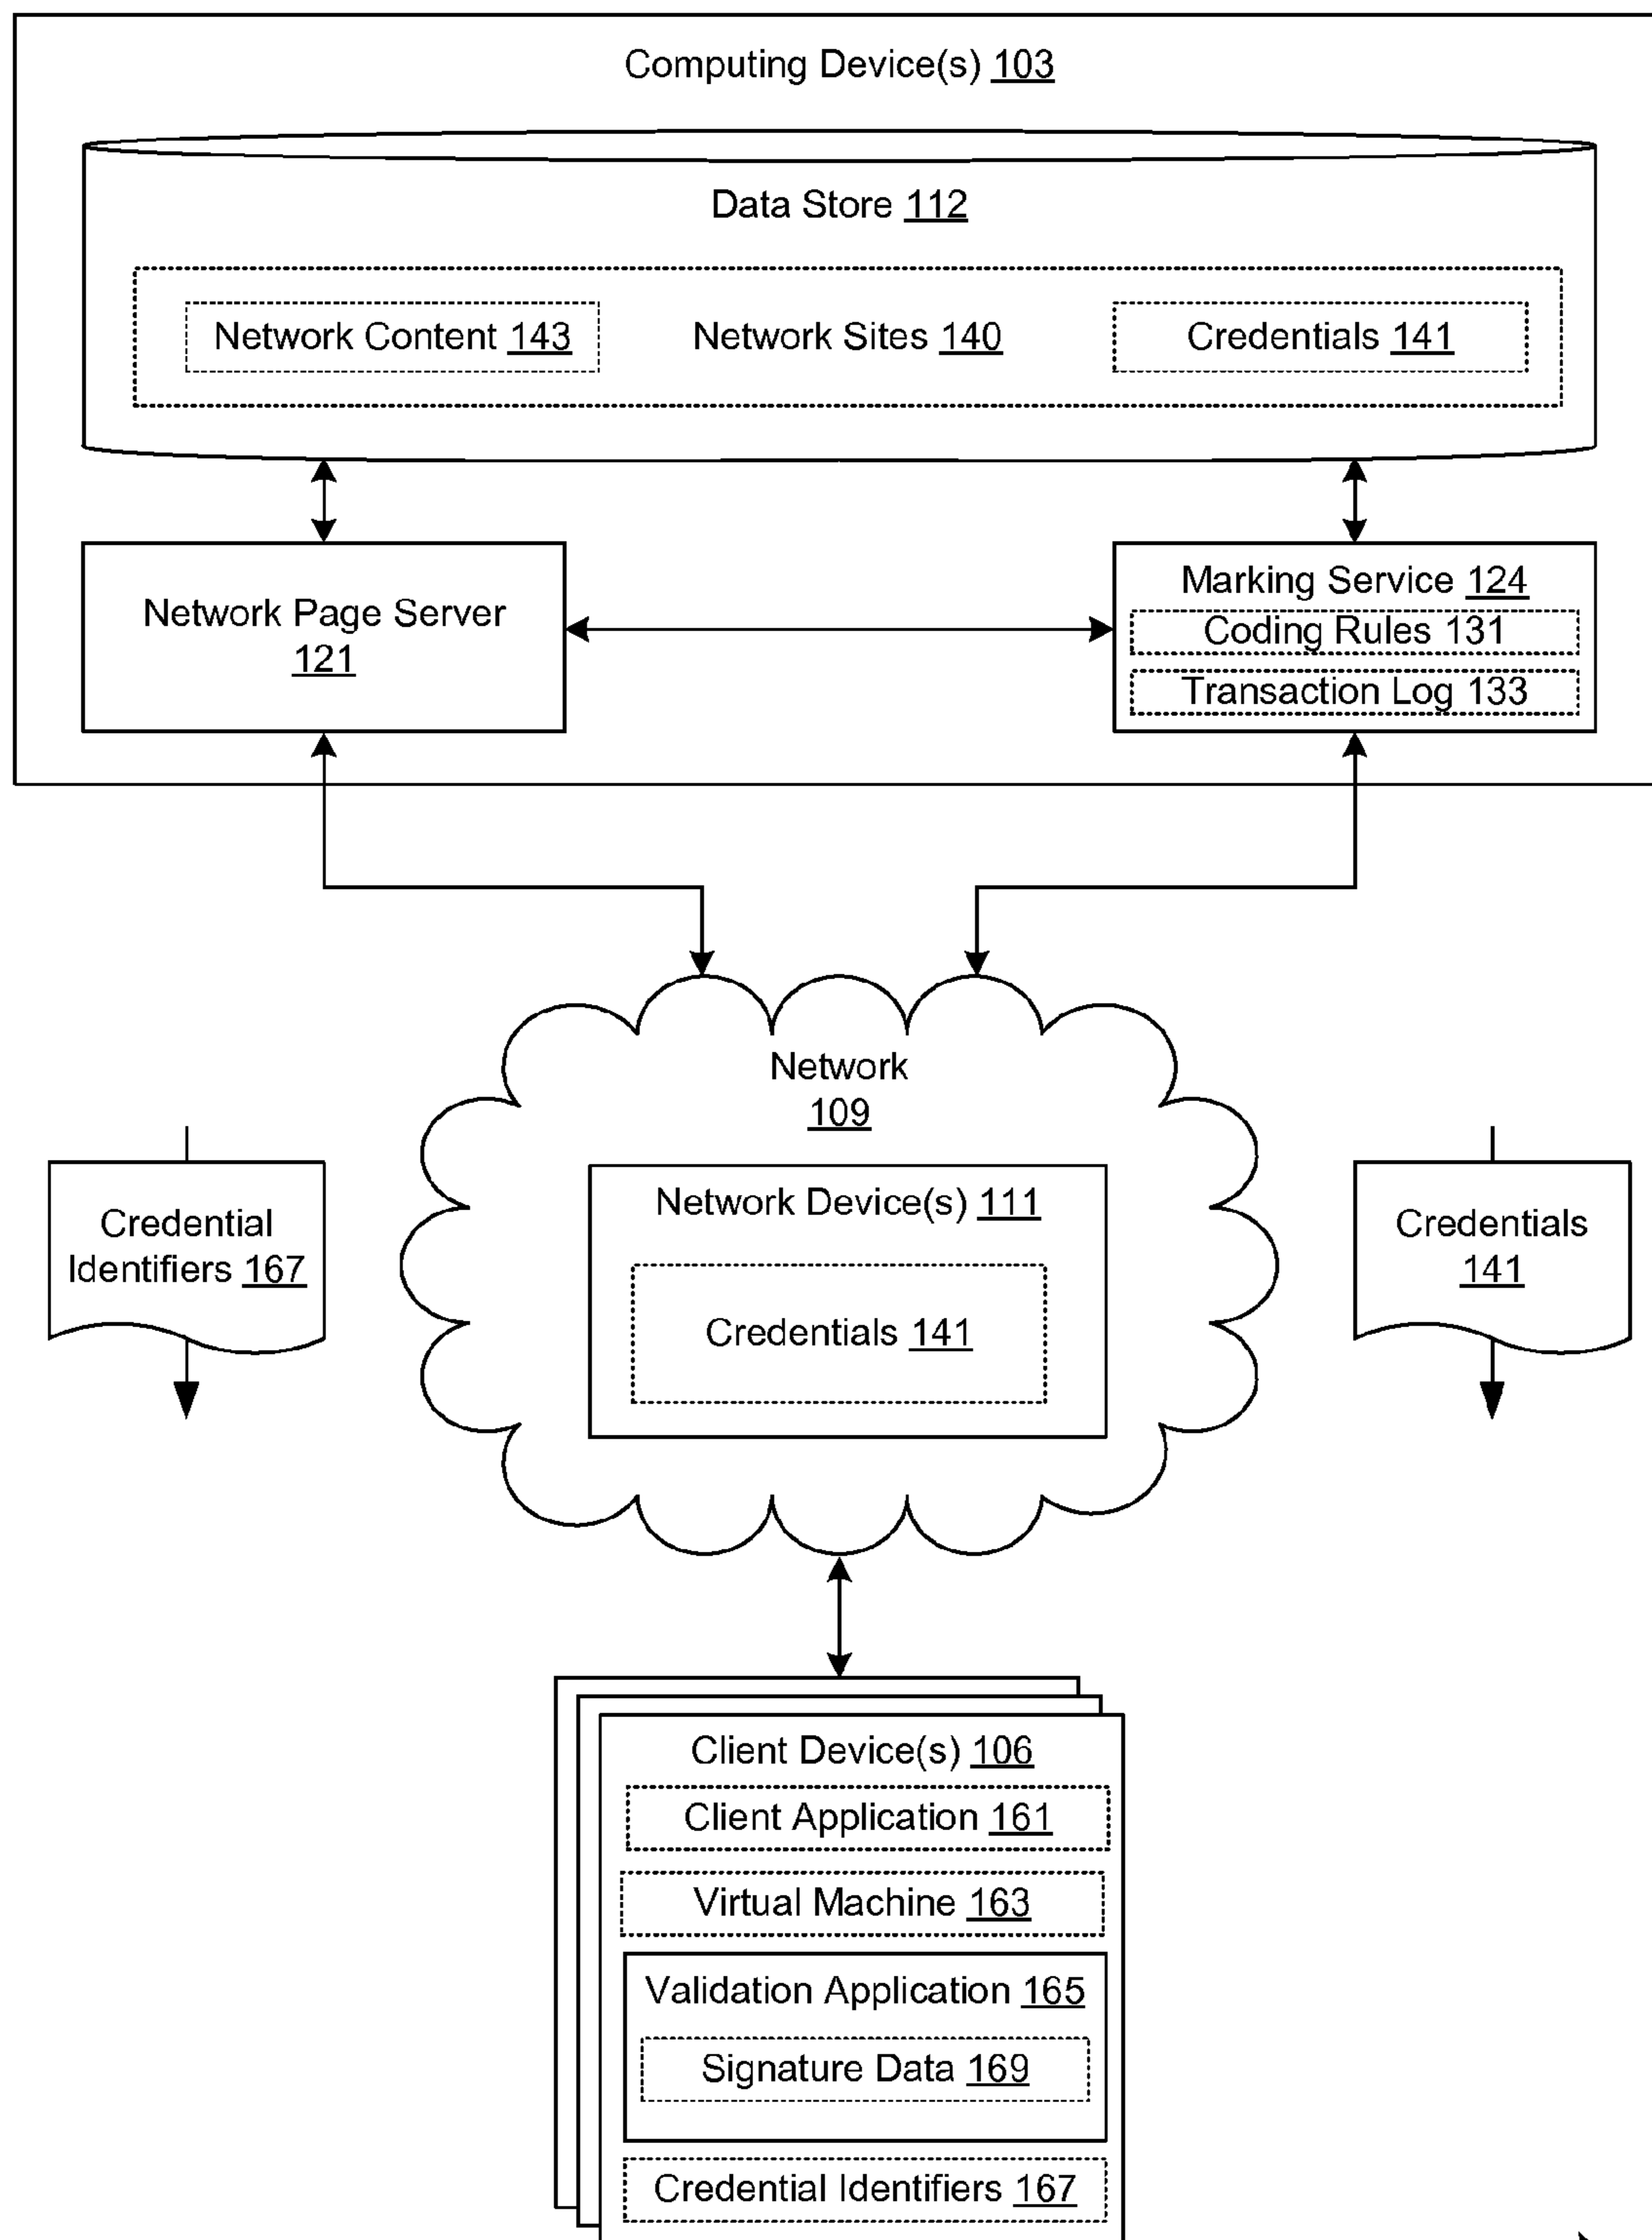 Computing Device(s) 103
Data Store 112
Network Content 143
Network Sites 140
Credentials 141
Network Page Server
121
Marking Service 124
Coding Rules 131
Transaction Log 133
Network
109
Network Device(s) 111
Credentials 141
Credential
Identifiers 167
Credentials
141
Client Device(s) 106
Client Application 161
Virtual Machine 163
Validation Application 165
Signature Data 169
Credential Identifiers 167